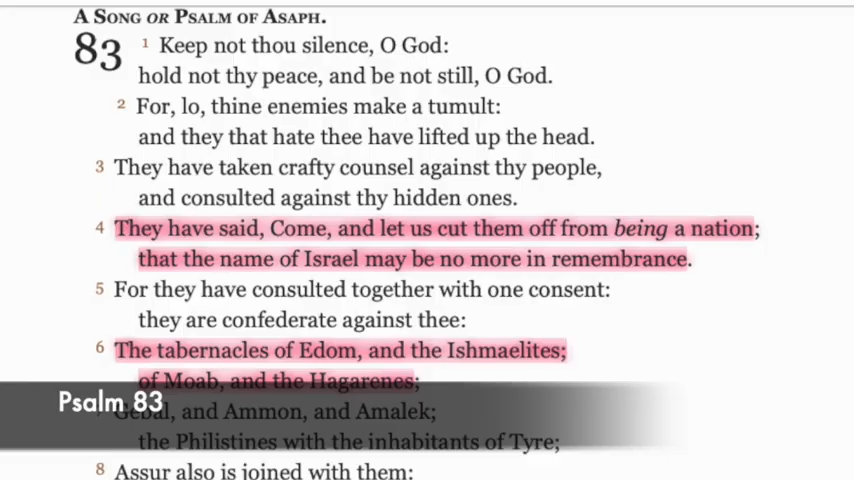 A SONG OR PSALM OF ASAPH.
83 1 Keep not thou silence, O God:
hold not thy peace, and be not still, O God.
2 For, lo, thine enemies make a tumult:
and they that hate thee have lifted up the head.
3 They have taken crafty counsel against thy people,
and consulted against thy hidden ones.
4 They have said, Come, and let us cut them off from being a nation;
that the name of Israel may be no more in remembrance.
5 For they have consulted together with one consent:
they are confederate against thee:
6 The tabernacles of Edom, and the Ishmaelites;
of Moab, and the Hagarenes;
Psalm 83
Gebal, and Ammon, and Amalek;
the Philistines with the inhabitants of Tyre;
8 Assur also is joined with them: